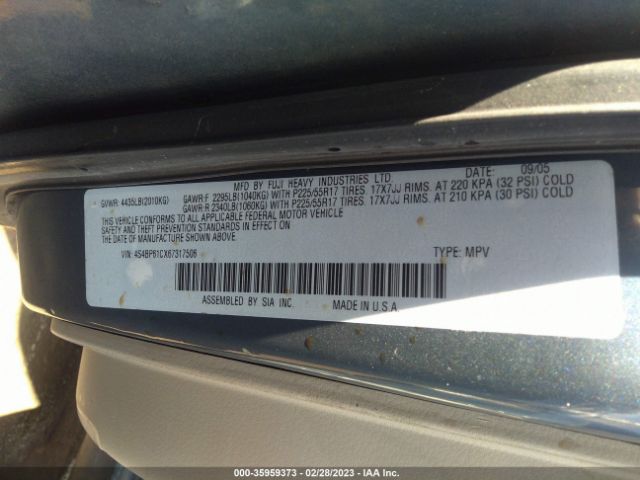 MFD BY FUJI HEAVY INDUSTRIES LTD. DATE: 09/05
GVWR: 4435LB(2010KG) GAWR:F 2295LB(1040KG) WITH P225/55R17 TIRES 17X7JJ RIMS. AT 220 KPA (32 PSI) COLD
GAWR:R 2340LB(1060KG) WITH P225/55R17 TIRES 17X7JJ RIMS. AT 210 KPA (30 PSI) COLD
THIS VEHICLE CONFORMS TO ALL APPLICABLE FEDERAL MOTOR VEHICLE
SAFETY AND THEFT PREVENTION STANDARDS IN EFFECT ON
THE DATE OF MANUFACTURE SHOWN ABOVE.
VIN: 4S4BP61CX67317506 TYPE: MPV
ASSEMBLED BY SIA INC. MADE IN U.S.A.
000-35959373 | 02/28/2023 | IAA Inc.